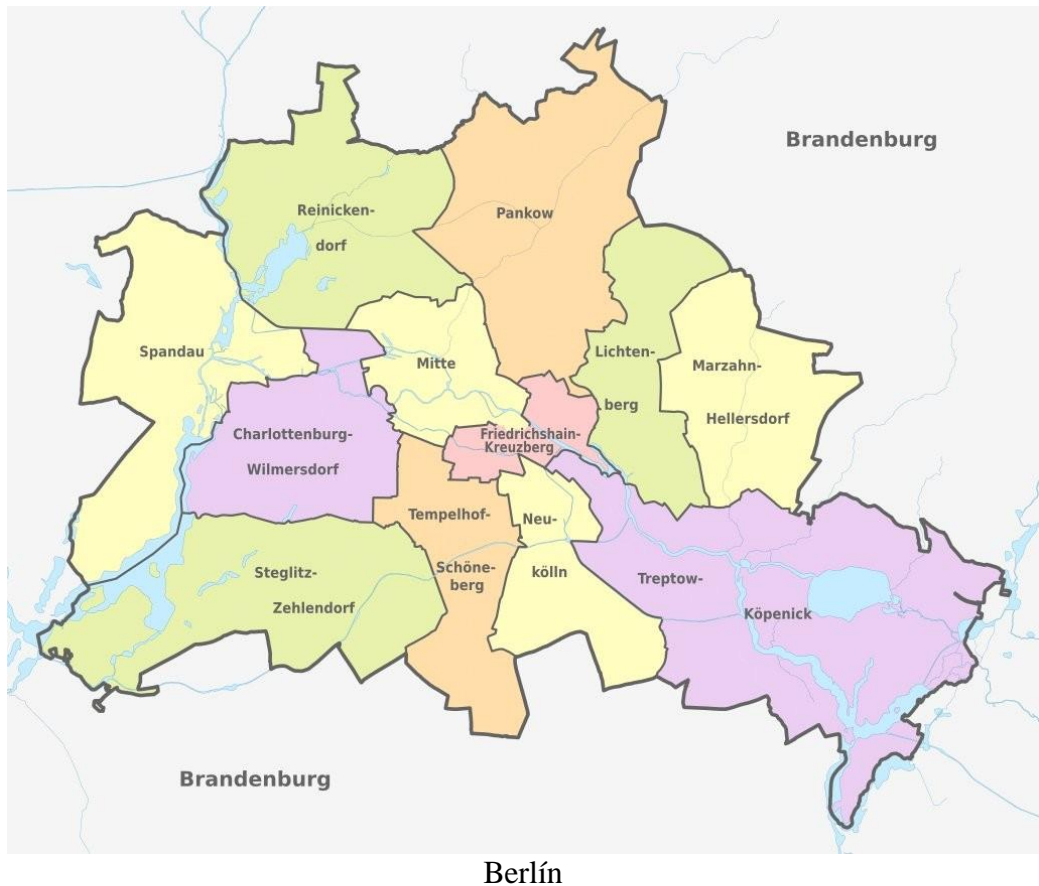 Brandenburg
Reinicken-
dorf
Pankow
Spandau
Mitte
Lichten-
berg
Marzahn-
Hellersdorf
Charlottenburg-
Wilmersdorf
Friedrichshain-
Kreuzberg
Tempelhof-
Schöne-
berg
Neu-
kölln
Steglitz-
Zehlendorf
Treptow-
Köpenick
Brandenburg
Berlín